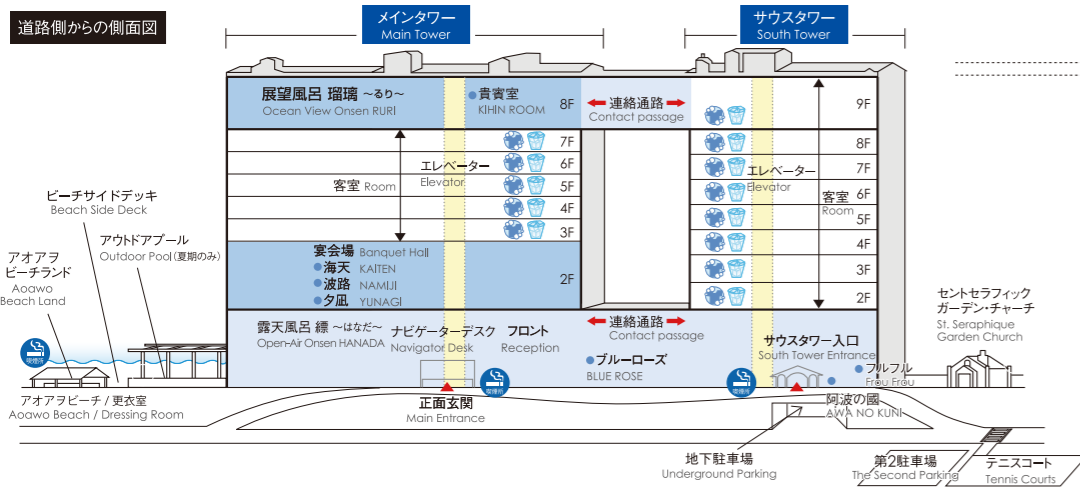 道路側からの側面図
メインタワー
Main Tower
サウスタワー
South Tower
展望風呂 瑠璃 〜るり〜
Ocean View Onsen RURI
貴賓室
KIHIN ROOM
8F
連絡通路
Contact passage
9F
7F
6F
5F
4F
3F
エレベーター
Elevator
客室 Room
8F
7F
6F
5F
4F
3F
2F
エレベーター
Elevator
客室
Room
宴会場 Banquet Hall
海天 KAITEN
波路 NAMIJI
夕凪 YUNAGI
2F
ビーチサイドデッキ
Beach Side Deck
アウトドアプール
Outdoor Pool(夏期のみ)
アオアヲ
ビーチランド
Aoawo
Beach Land
喫煙所
露天風呂 縹 〜はなだ〜
Open-Air Onsen HANADA
ナビゲーターデスク
Navigator Desk
フロント
Reception
連絡通路
Contact passage
ブルーローズ
BLUE ROSE
サウスタワー入口
South Tower Entrance
フルフル
Frou Frou
阿波の國
AWA NO KUNI
喫煙所
喫煙所
セントセラフィック
ガーデン・チャーチ
St. Seraphique
Garden Church
アオアヲビーチ / 更衣室
Aoawo Beach / Dressing Room
正面玄関
Main Entrance
地下駐車場
Underground Parking
第2駐車場
The Second Parking
テニスコート
Tennis Courts